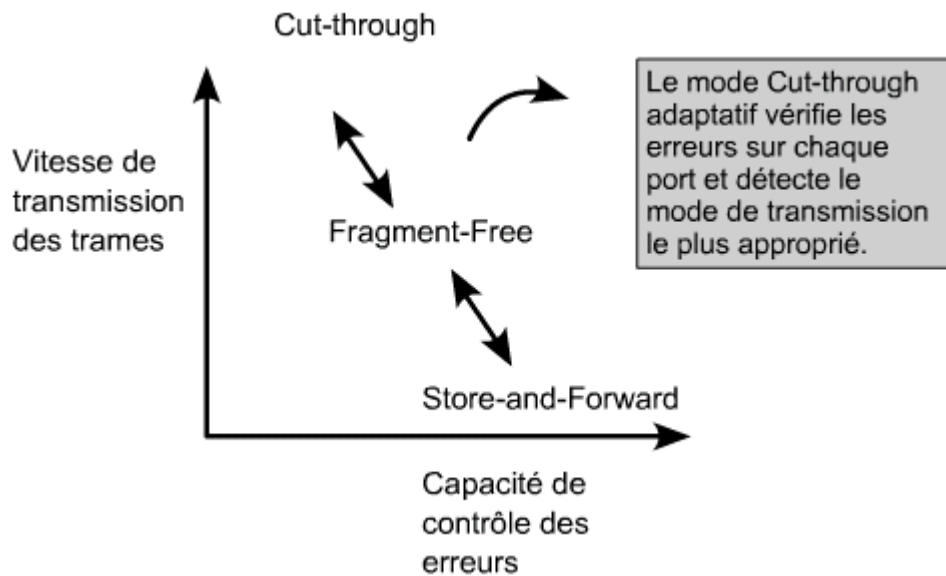 Cut-through
Le mode Cut-through
adaptatif vérifie les
erreurs sur chaque
port et détecte le
mode de transmission
le plus approprié.
Vitesse de
transmission
des trames
Fragment-Free
Store-and-Forward
Capacité de
contrôle des
erreurs